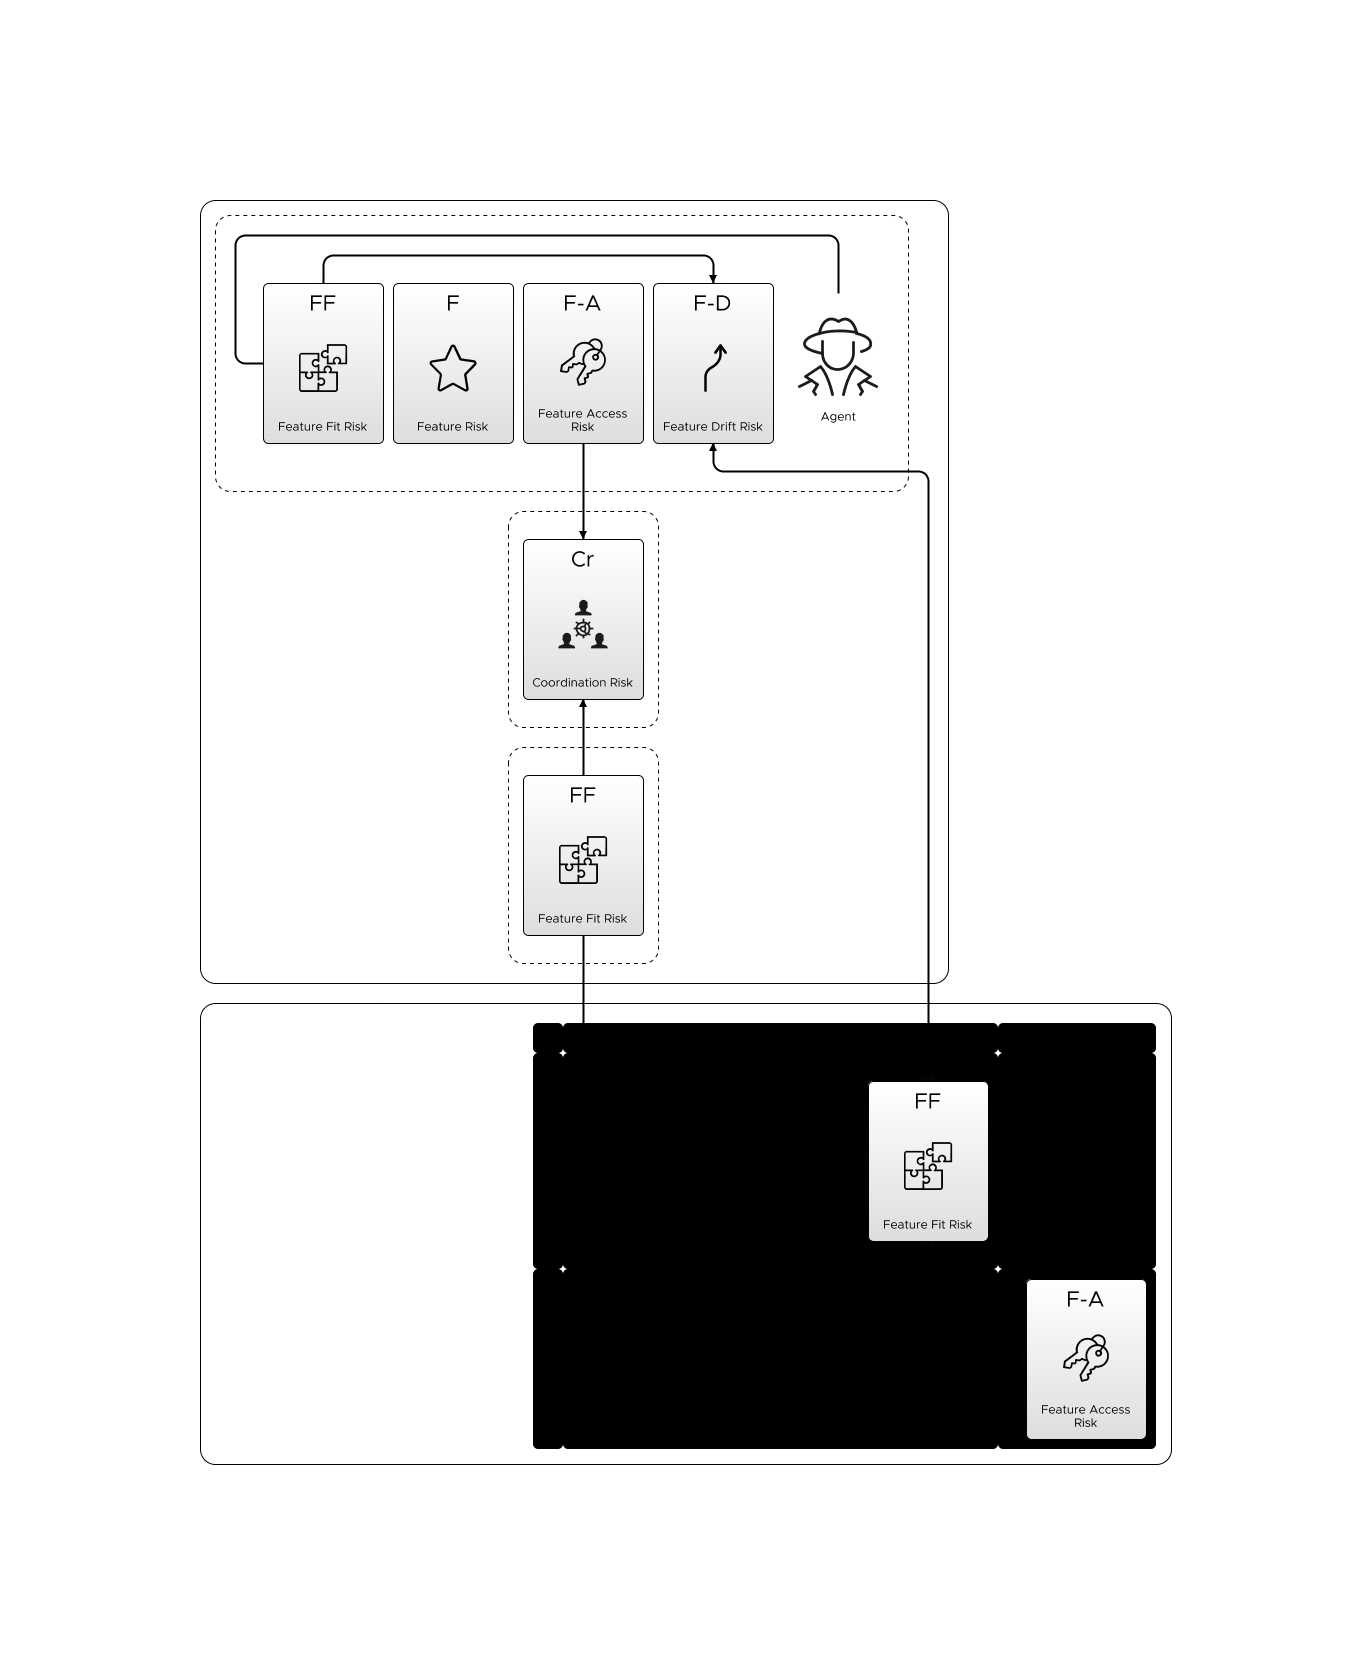 FF
F
F-A
F-D
Feature Fit Risk
Feature Risk
Feature Access
Risk
Feature Drift Risk
Agent
Cr
Coordination Risk
FF
Feature Fit Risk
FF
Feature Fit Risk
F-A
Feature Access
Risk